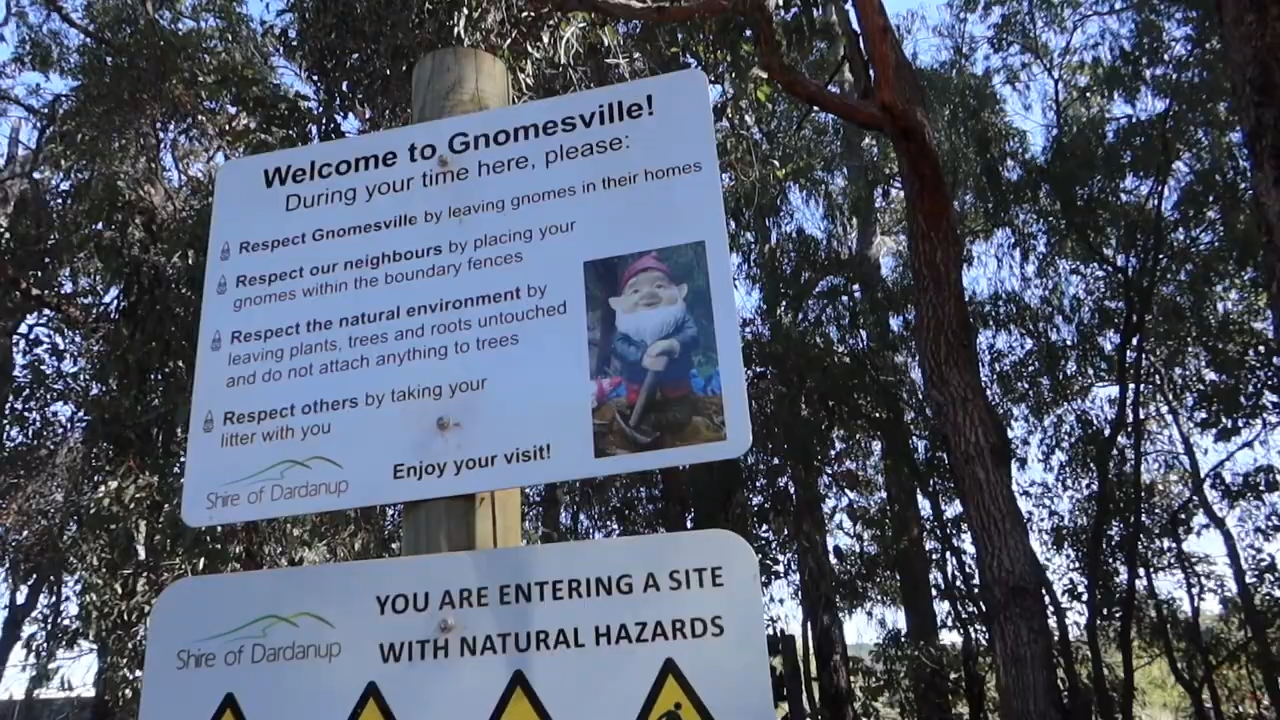 Welcome to Gnomesville!
During your time here, please:
Respect Gnomesville by leaving gnomes in their homes
Respect our neighbours by placing your
gnomes within the boundary fences
Respect the natural environment by
leaving plants, trees and roots untouched
and do not attach anything to trees
Respect others by taking your
litter with you
Enjoy your visit!
Shire of Dardanup
YOU ARE ENTERING A SITE
WITH NATURAL HAZARDS
Shire of Dardanup